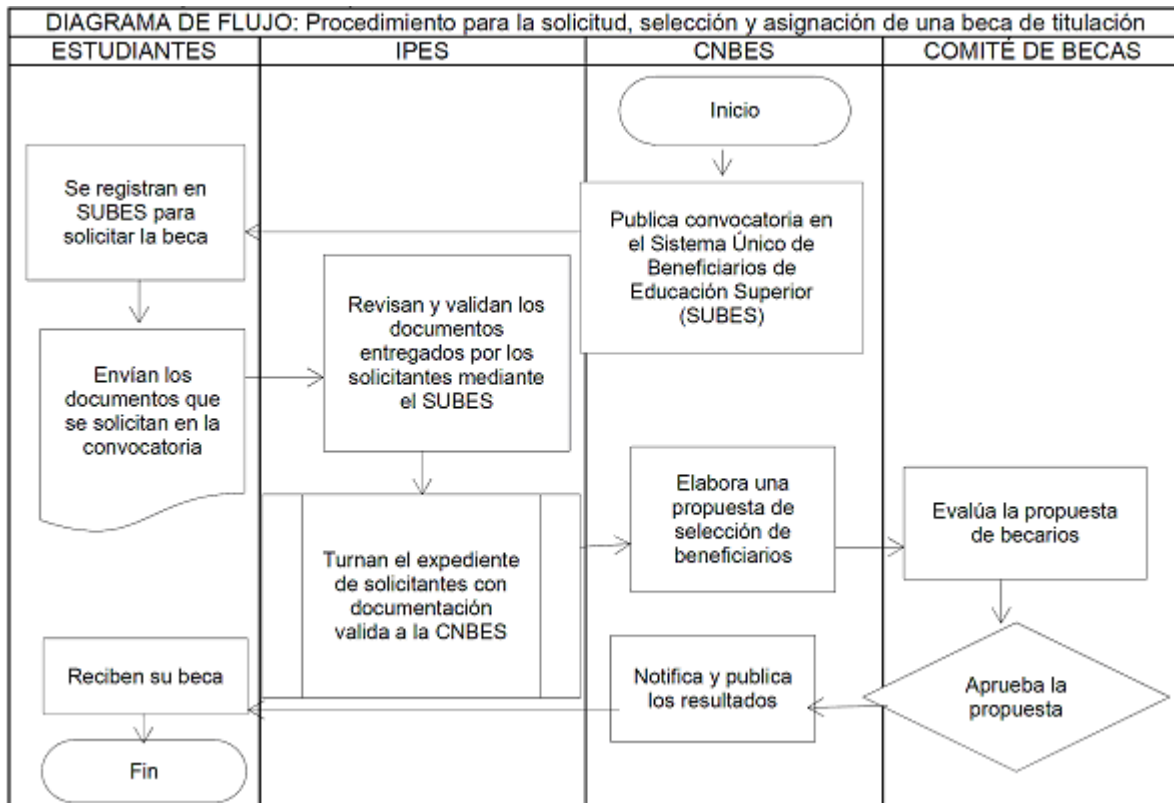 DIAGRAMA DE FLUJO: Procedimiento para la solicitud, selección y asignación de una beca de titulación
ESTUDIANTES
IPES
CNBES
COMITÉ DE BECAS
Inicio
Publica convocatoria en
el Sistema Único de
Beneficiarios de
Educación Superior
(SUBES)
Se registran en
SUBES para
solicitar la beca
Envían los
documentos que
se solicitan en la
convocatoria
Revisan y validan los
documentos
entregados por los
solicitantes mediante
el SUBES
Turnan el expediente
de solicitantes con
documentación
valida a la CNBES
Elabora una
propuesta de
selección de
beneficiarios
Evalúa la propuesta
de becarios
Aprueba la
propuesta
Notifica y publica
los resultados
Reciben su beca
Fin